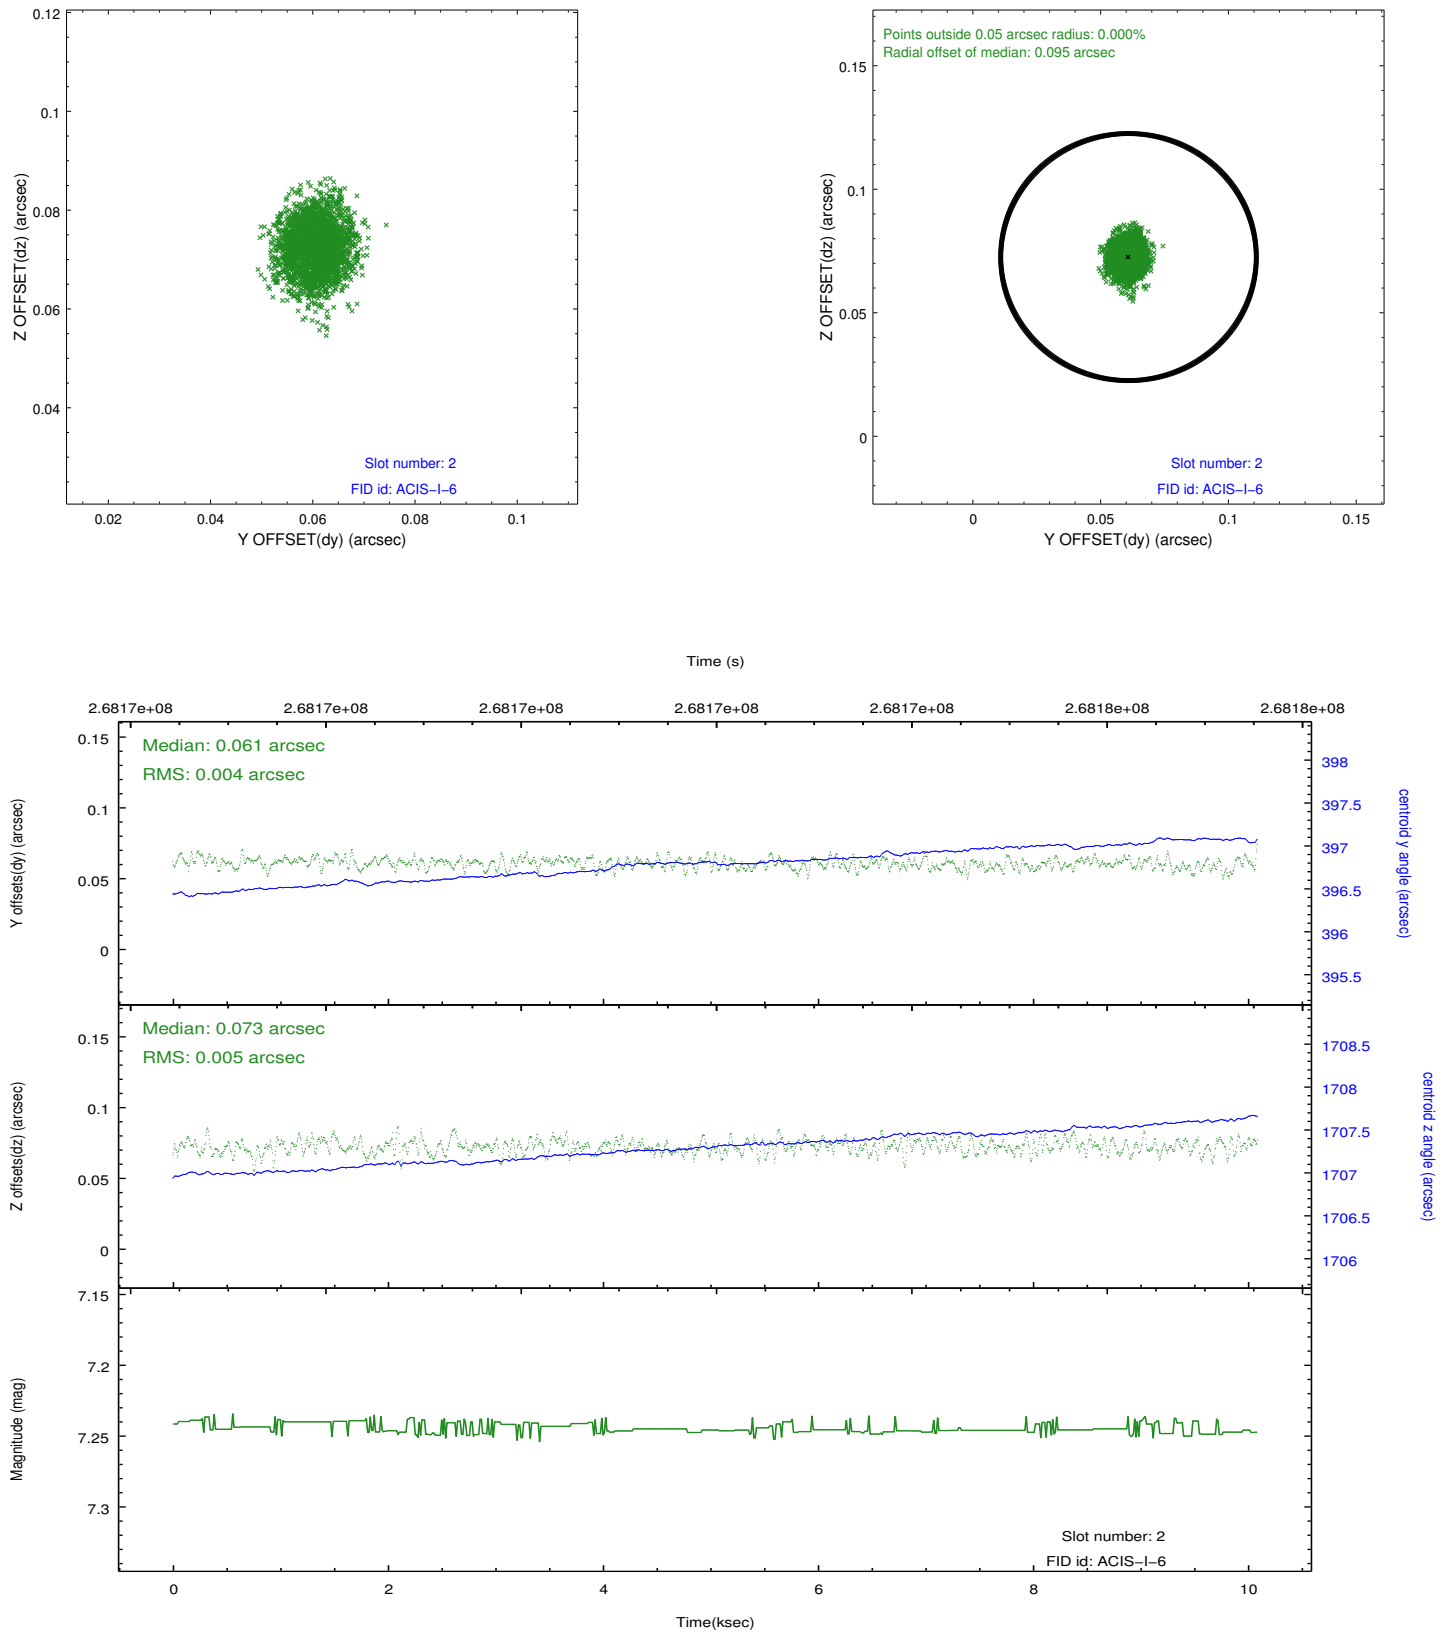 0.12
0.1
0.08
0.06
0.04
Z OFFSET(dz) (arcsec)
Slot number: 2
FID id: ACIS−I−6
0.02 0.04 0.06 0.08 0.1
Y OFFSET(dy) (arcsec)
Points outside 0.05 arcsec radius: 0.000%
Radial offset of median: 0.095 arcsec
0.15
0.1
0.05
0
Z OFFSET(dz) (arcsec)
Slot number: 2
FID id: ACIS−I−6
0 0.05 0.1 0.15
Y OFFSET(dy) (arcsec)
Time (s)
2.6817e+08 2.6817e+08 2.6817e+08 2.6817e+08 2.6817e+08 2.6818e+08 2.6818e+08
Median: 0.061 arcsec
RMS: 0.004 arcsec
0.15
0.1
0.05
0
Y offsets(dy) (arcsec)
398
397.5
397
396.5
396
395.5
centroid y angle (arcsec)
Median: 0.073 arcsec
RMS: 0.005 arcsec
0.15
0.1
0.05
0
Z offsets(dz) (arcsec)
1708.5
1708
1707.5
1707
1706.5
1706
centroid z angle (arcsec)
7.15
7.2
7.25
7.3
Magnitude (mag)
Slot number: 2
FID id: ACIS−I−6
0 2 4 6 8 10
Time(ksec)